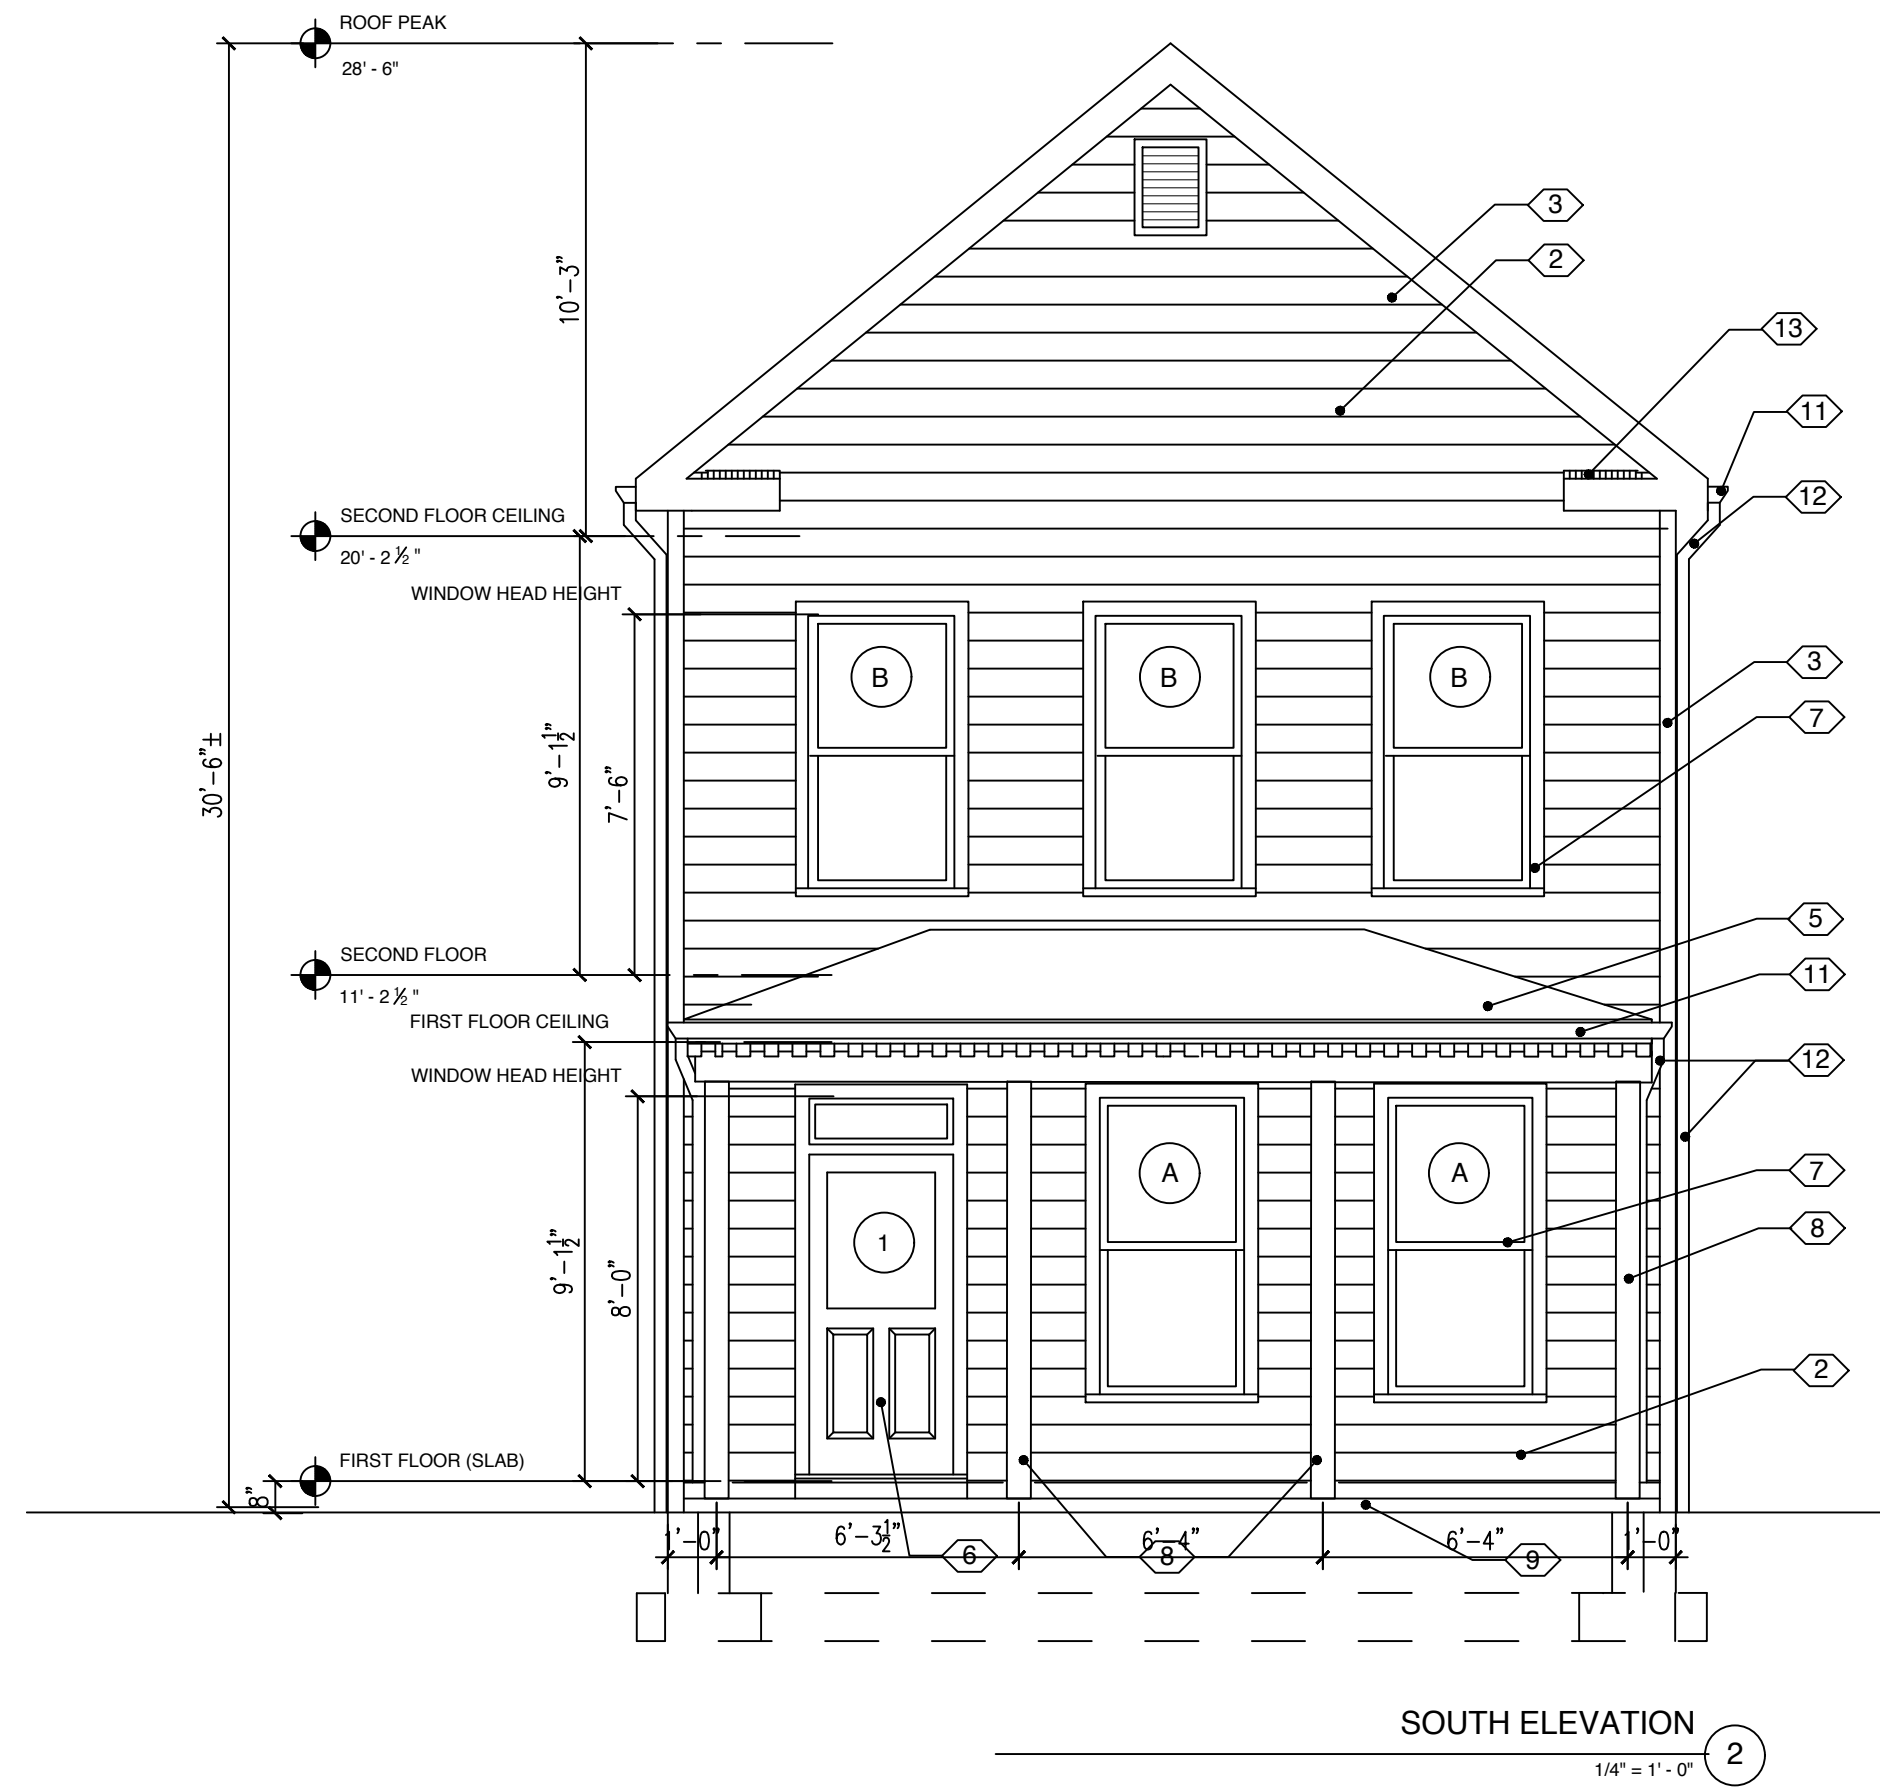 ROOF PEAK
28' - 6"
3
2
10'-3"
13
11
12
SECOND FLOOR CEILING
20' - 2 ½ "
WINDOW HEAD HEIGHT
B B B
3
7
30'-6"±
9'-1½"
7'-6"
5
SECOND FLOOR
11' - 2 ½ "
11
FIRST FLOOR CEILING
12
WINDOW HEAD HEIGHT
A A
7
1
8
9'-1½"
8'-0"
2
FIRST FLOOR (SLAB)
8"
1'-0" 6'-3½" 6'-4" 6'-4" 1'-0"
6 8 9
SOUTH ELEVATION
2
1/4" = 1' - 0"